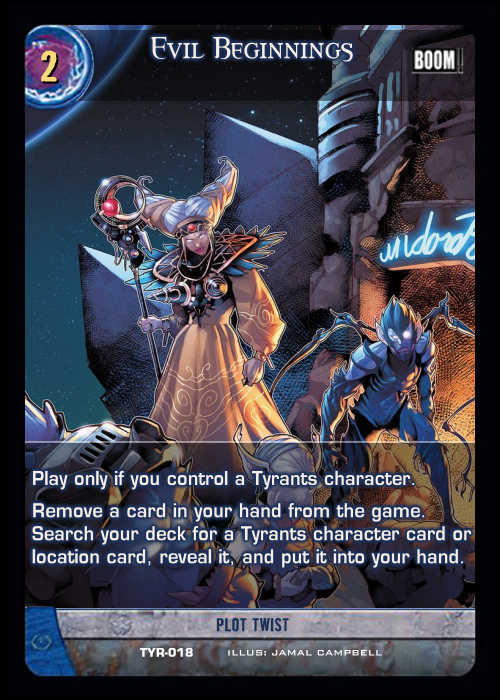 Evil Beginnings
2
BOOM!
Play only if you control a Tyrants character.
Remove a card in your hand from the game.
Search your deck for a Tyrants character card or
location card, reveal it, and put it into your hand.
PLOT TWIST
TYR-018 ILLUS: JAMAL CAMPBELL